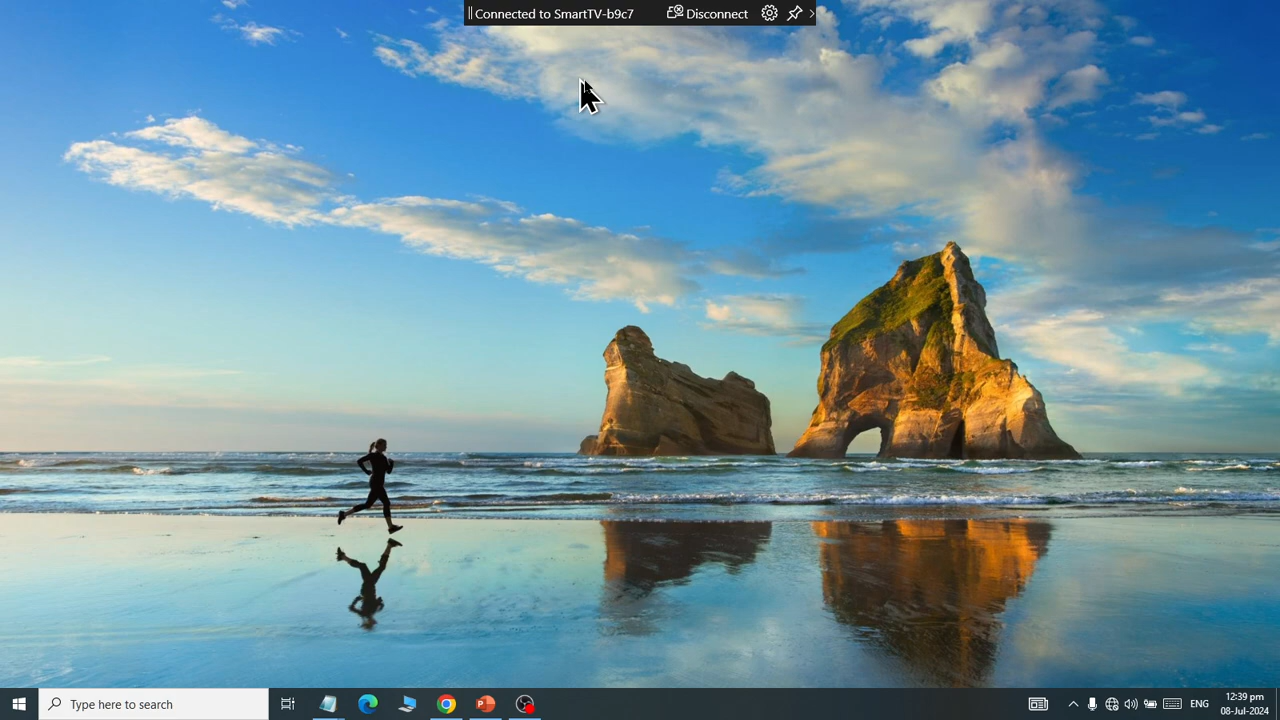 Connected to SmartTV-b9c7 Disconnect
Type here to search
ENG
12:39 pm
08-Jul-2024